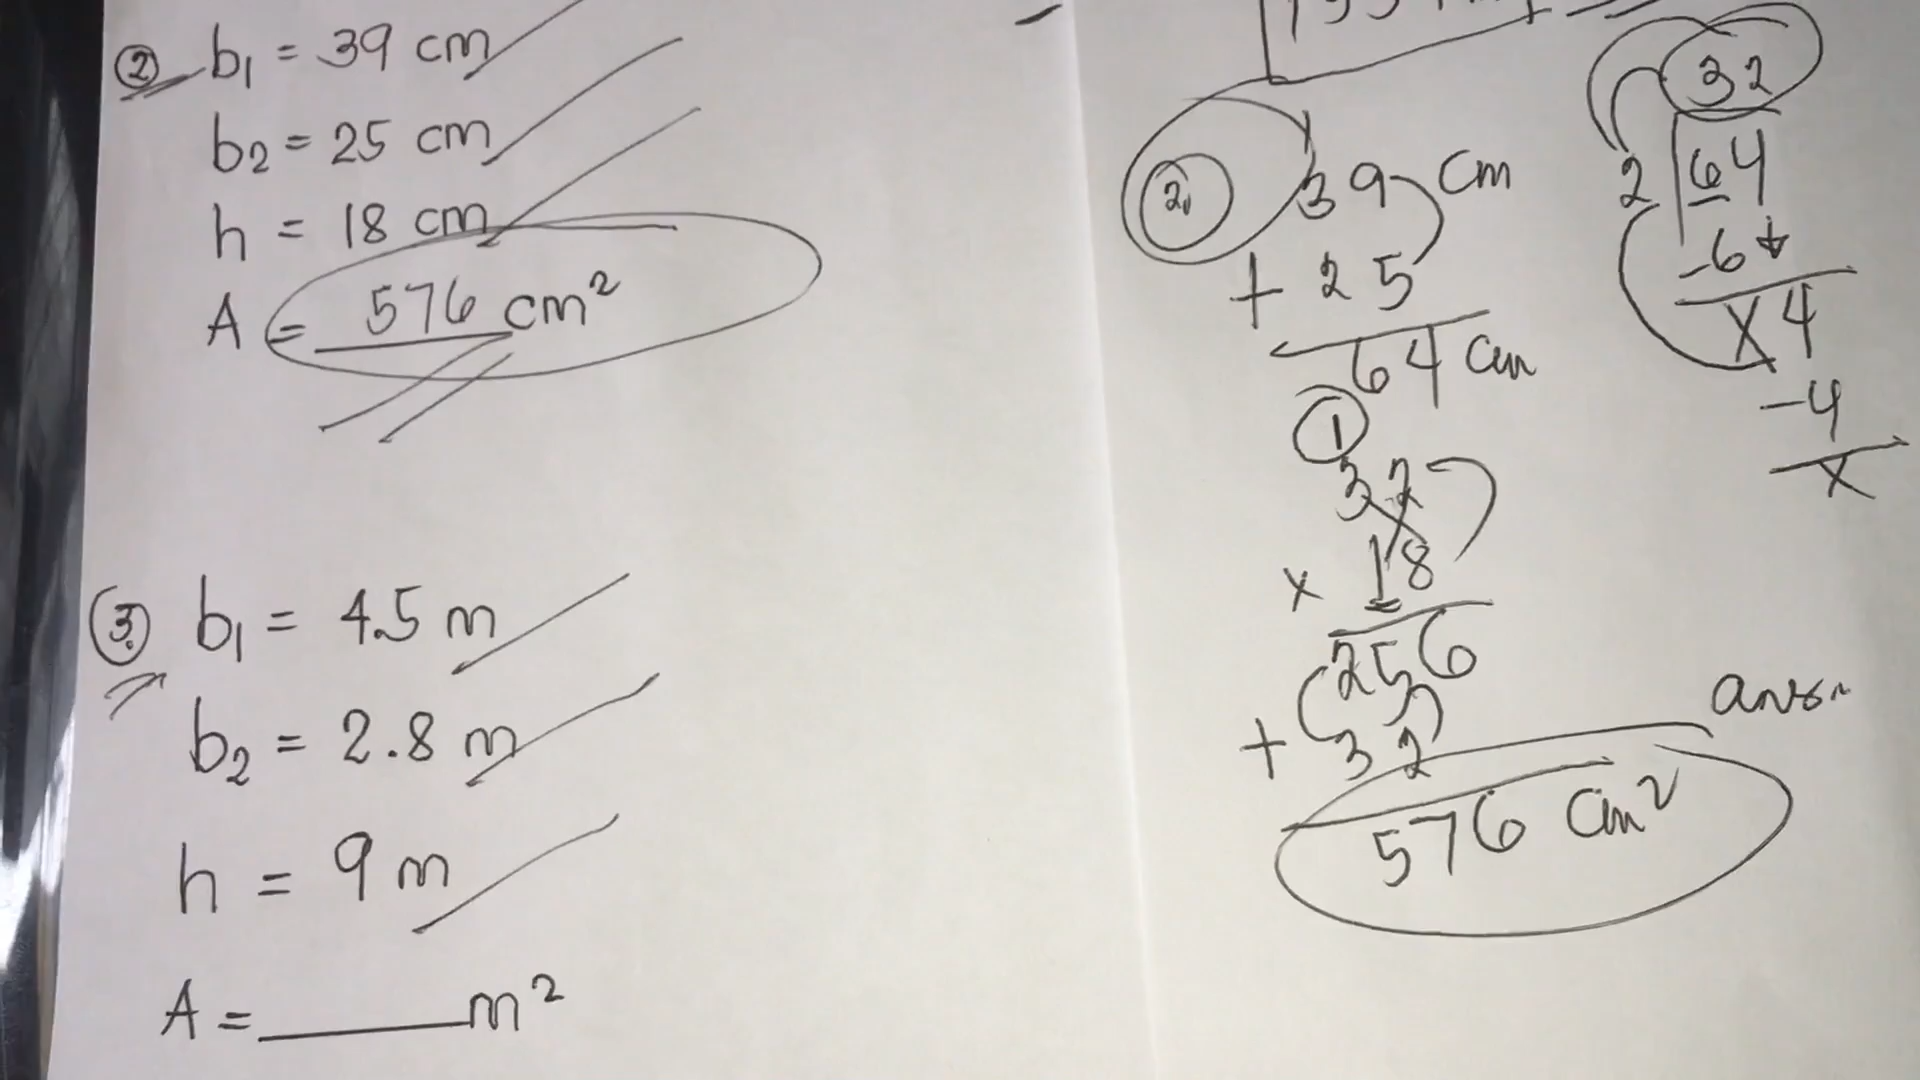 ② b1 = 39 cm
b2 = 25 cm
h = 18 cm
A = 576 cm²
③. b1 = 4.5 m
b2 = 2.8 m
h = 9 m
A = ______ m²
2.
39 cm
+ 25
64 cm
①
32
x 18
256
+ 32
576 cm²
32
2 64
-6↓
x4
-4
x